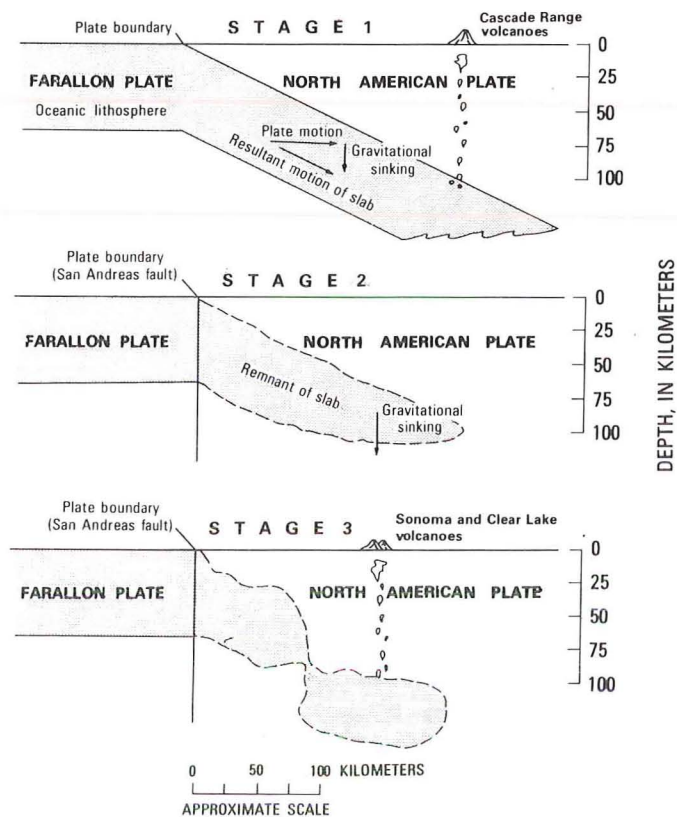 Plate boundary
STAGE 1
Cascade Range
volcanoes
FARALLON PLATE
NORTH AMERICAN PLATE
Oceanic lithosphere
Plate motion
Gravitational
sinking
Resultant motion of slab
0
25
50
75
100
Plate boundary
(San Andreas fault)
STAGE 2
FARALLON PLATE
NORTH AMERICAN PLATE
Remnant of slab
Gravitational
sinking
0
25
50
75
100
DEPTH, IN KILOMETERS
Plate boundary
(San Andreas fault)
STAGE 3
Sonoma and Clear Lake
volcanoes
FARALLON PLATE
NORTH AMERICAN PLATE
0
25
50
75
100
0 50 100 KILOMETERS
APPROXIMATE SCALE